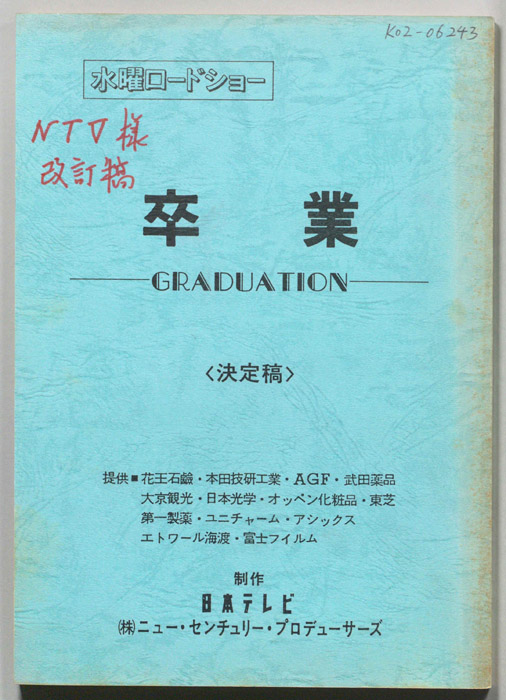 K02-06243
水曜ロードショー
NTV様
改訂稿
卒業
GRADUATION
〈決定稿〉
提供■花王石鹼・本田技研工業・AGF・武田薬品
大京観光・日本光学・オッペン化粧品・東芝
第一製薬・ユニチャーム・アシックス
エトワール海渡・富士フイルム
制作
日本テレビ
㈱ニュー・センチュリー・プロデューサーズ